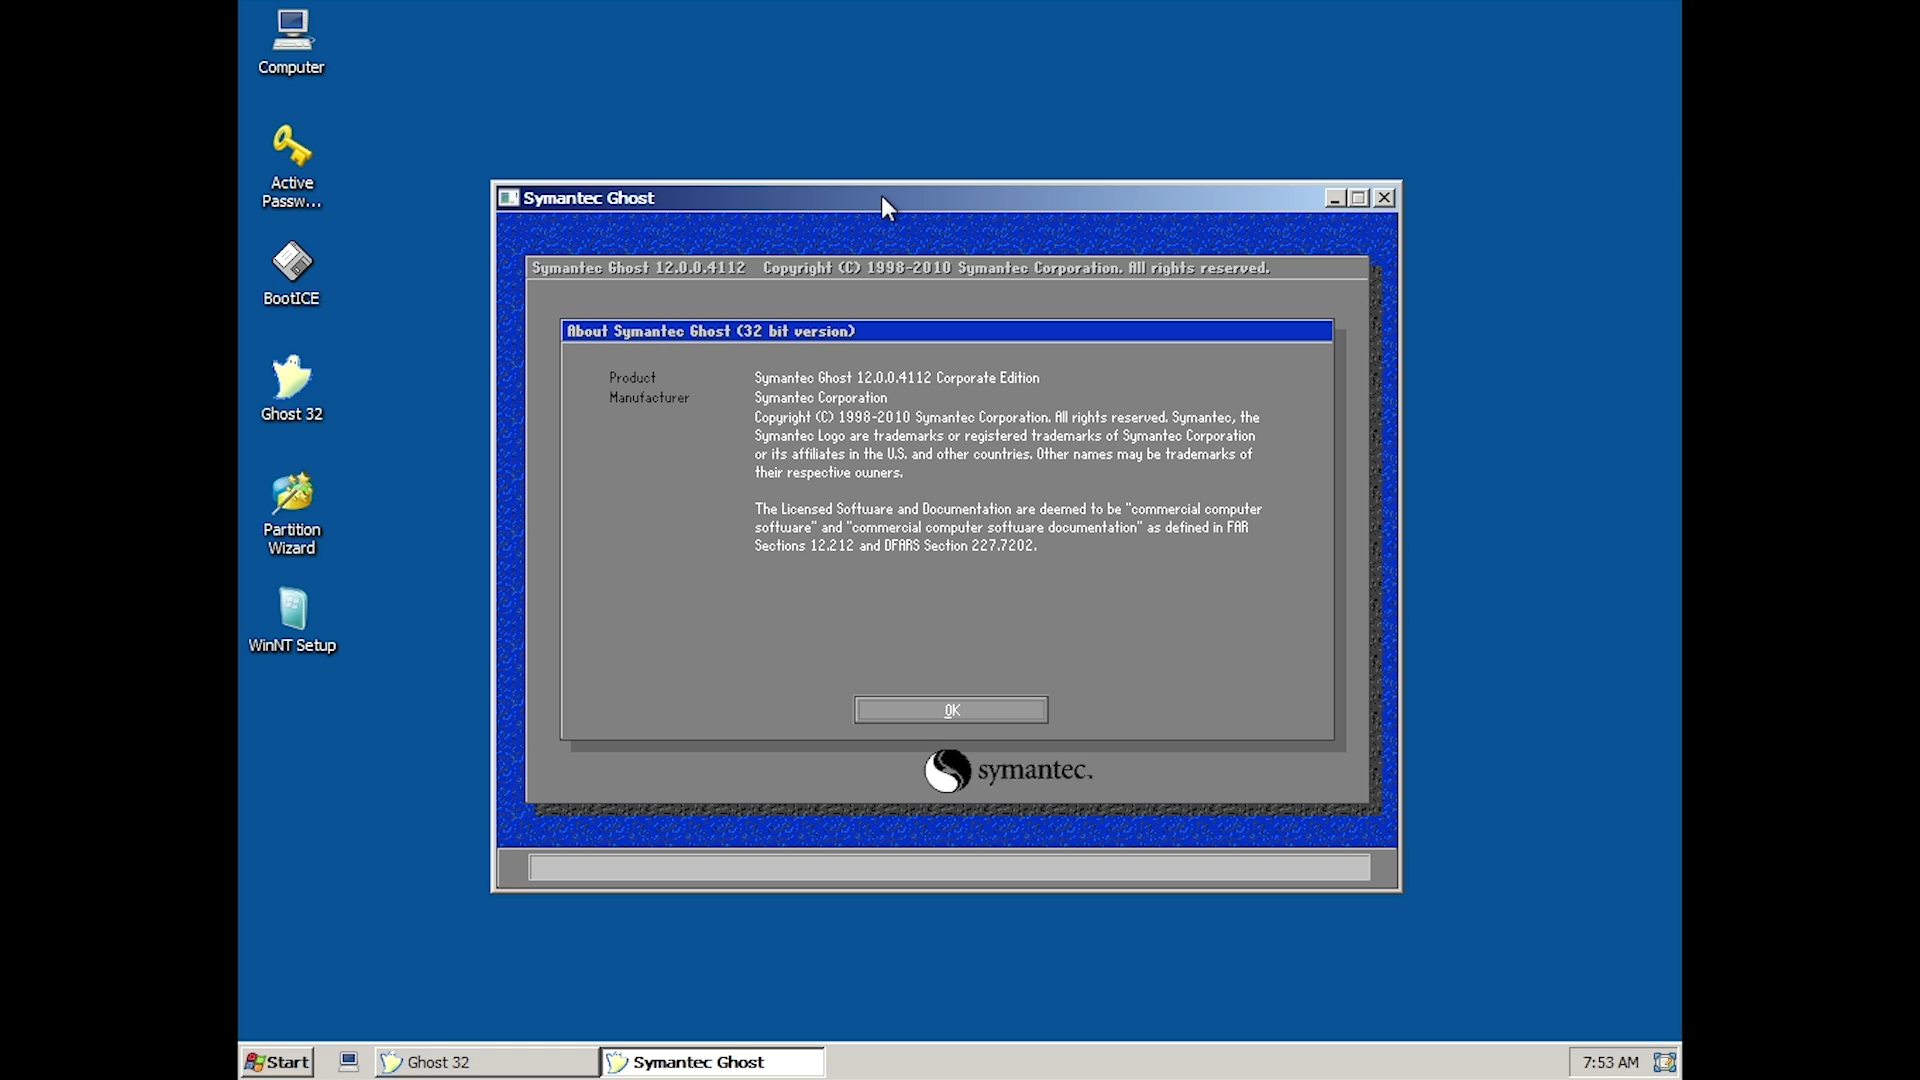 Computer
Active
Passw...
BootICE
Ghost 32
Partition
Wizard
WinNT Setup
Symantec Ghost
Symantec Ghost 12.0.0.4112   Copyright (C) 1998-2010 Symantec Corporation. All rights reserved.
About Symantec Ghost (32 bit version)
Product Symantec Ghost 12.0.0.4112 Corporate Edition
Manufacturer Symantec Corporation
Copyright (C) 1998-2010 Symantec Corporation. All rights reserved. Symantec, the
Symantec Logo are trademarks or registered trademarks of Symantec Corporation
or its affiliates in the U.S. and other countries. Other names may be trademarks of
their respective owners.
The Licensed Software and Documentation are deemed to be "commercial computer
software" and "commercial computer software documentation" as defined in FAR
Sections 12.212 and DFARS Section 227.7202.
OK
symantec.
Start
Ghost 32
Symantec Ghost
7:53 AM